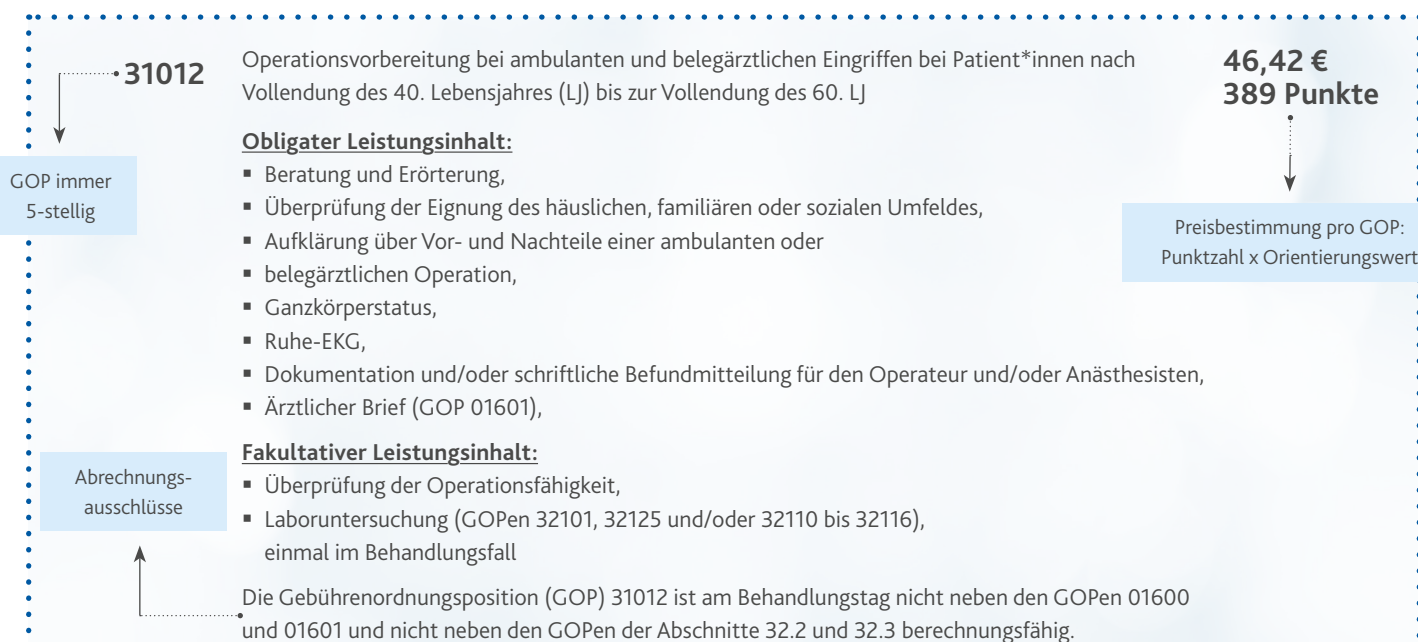 31012
Operationsvorbereitung bei ambulanten und belegärztlichen Eingriffen bei Patient*innen nach
Vollendung des 40. Lebensjahres (LJ) bis zur Vollendung des 60. LJ
46,42 €
389 Punkte
GOP immer
5-stellig
Preisbestimmung pro GOP:
Punktzahl x Orientierungswert
Obligater Leistungsinhalt:
▪ Beratung und Erörterung,
▪ Überprüfung der Eignung des häuslichen, familiären oder sozialen Umfeldes,
▪ Aufklärung über Vor- und Nachteile einer ambulanten oder
▪ belegärztlichen Operation,
▪ Ganzkörperstatus,
▪ Ruhe-EKG,
▪ Dokumentation und/oder schriftliche Befundmitteilung für den Operateur und/oder Anästhesisten,
▪ Ärztlicher Brief (GOP 01601),
Fakultativer Leistungsinhalt:
▪ Überprüfung der Operationsfähigkeit,
▪ Laboruntersuchung (GOPen 32101, 32125 und/oder 32110 bis 32116),
einmal im Behandlungsfall
Abrechnungs-
ausschlüsse
Die Gebührenordnungsposition (GOP) 31012 ist am Behandlungstag nicht neben den GOPen 01600
und 01601 und nicht neben den GOPen der Abschnitte 32.2 und 32.3 berechnungsfähig.